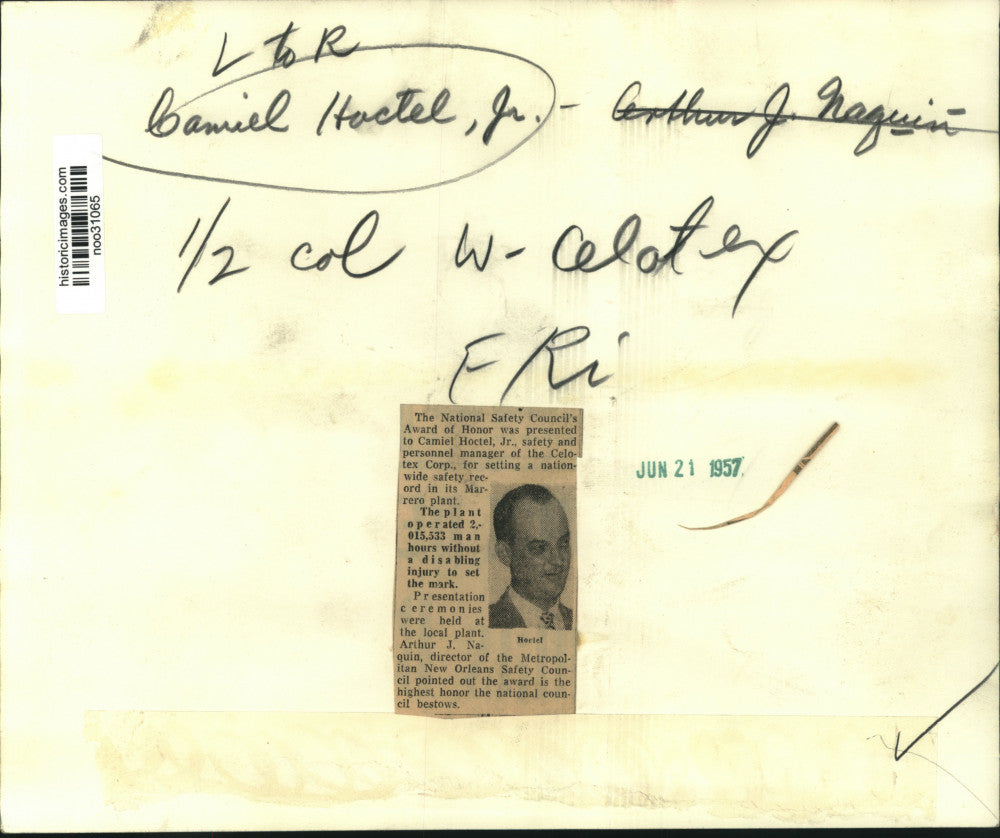 L to R
Camiel Hoctel, Jr. - Arthur J. Naquin -
1/2 col W- Celotex
F/Ri
historicimages.com
noo31065
JUN 21 1957
The National Safety Council's
Award of Honor was presented
to Camiel Hoctel, Jr., safety and
personnel manager of the Celo-
tex Corp., for setting a nation-
wide safety rec-
ord in its Mar-
rero plant.
The plant
operated 2,-
015,533 man
hours without
a disabling
injury to set
the mark.
Presentation
ceremonies
were held at
the local plant.
Arthur J. Na-
quin, director of the Metropol-
itan New Orleans Safety Coun-
cil pointed out the award is the
highest honor the national coun-
cil bestows.
Hoctel